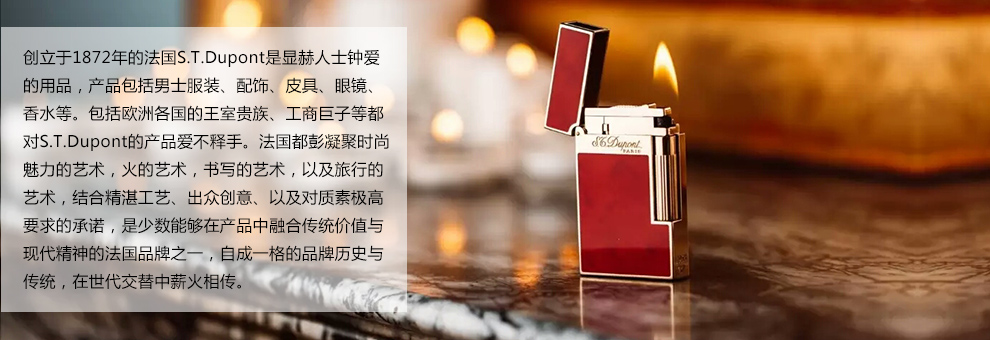 创立于1872年的法国S.T.Dupont是显赫人士钟爱
的用品，产品包括男士服装、配饰、皮具、眼镜、
香水等。包括欧洲各国的王室贵族、工商巨子等都
对S.T.Dupont的产品爱不释手。法国都彭凝聚时尚
魅力的艺术，火的艺术，书写的艺术，以及旅行的
艺术，结合精湛工艺、出众创意、以及对质素极高
要求的承诺，是少数能够在产品中融合传统价值与
现代精神的法国品牌之一，自成一格的品牌历史与
传统，在世代交替中薪火相传。
S.T.Dupont
PARIS